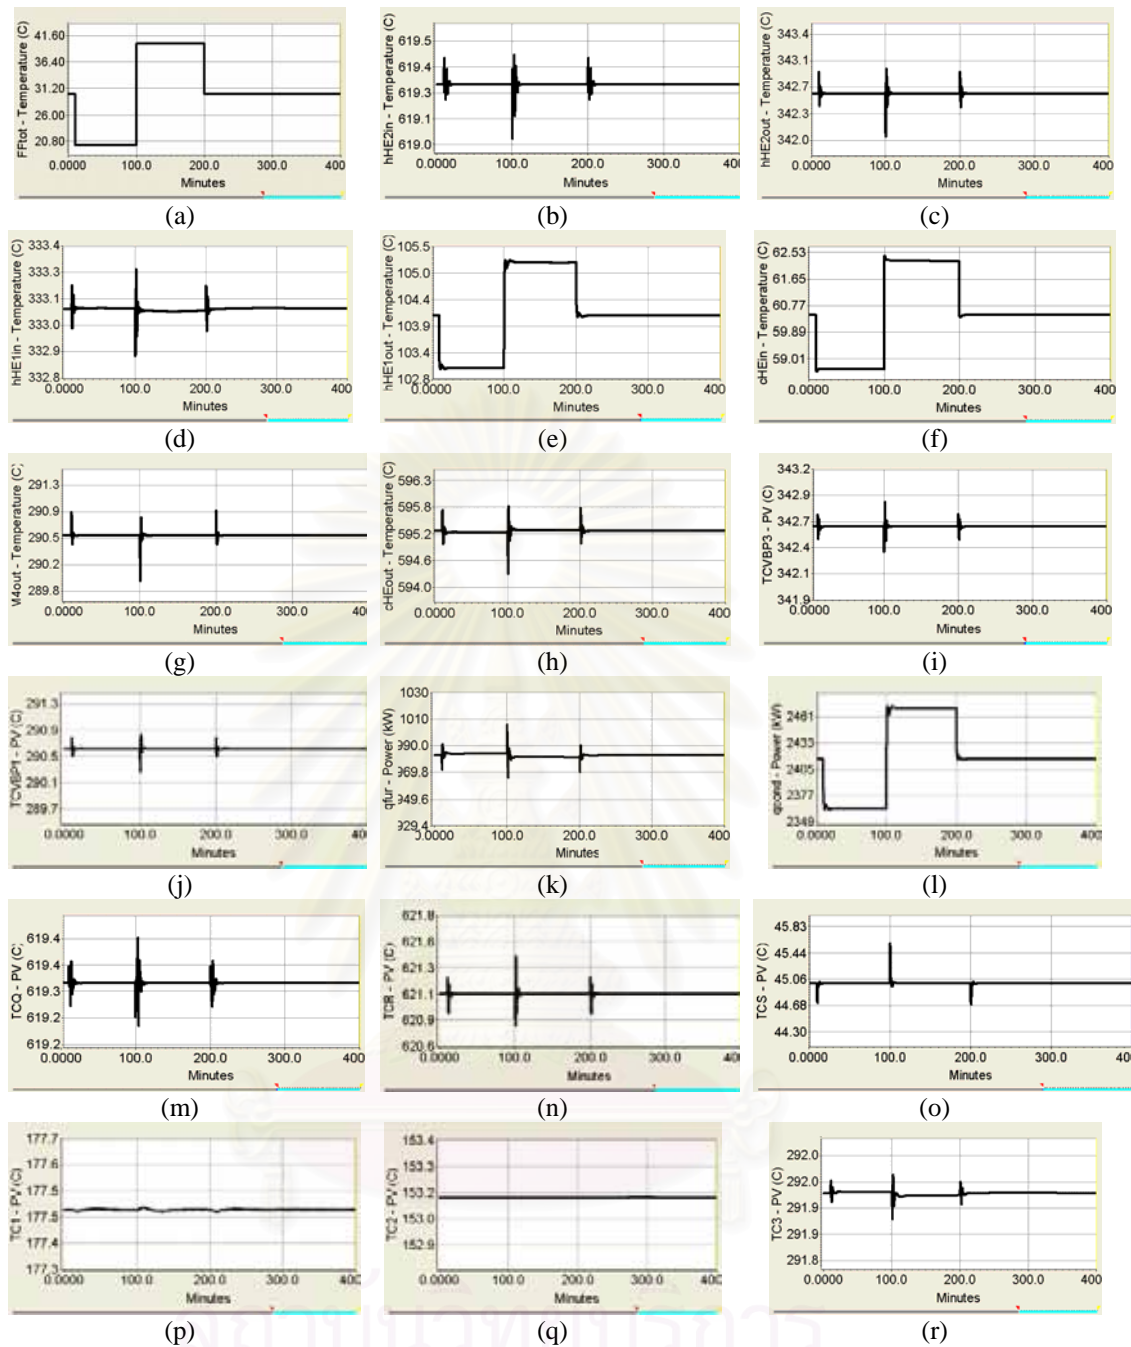 FFtot - Temperature (C)
41.60
36.40
31.20
26.00
20.80
0.0000 100.0 200.0 300.0 400
Minutes
(a)
hHE2in - Temperature (C)
619.5
619.4
619.3
619.1
619.0
0.0000 100.0 200.0 300.0 400
Minutes
(b)
hHE2out - Temperature (C)
343.4
343.1
342.7
342.3
342.0
0.0000 100.0 200.0 300.0 400
Minutes
(c)
hHE1in - Temperature (C)
333.4
333.3
333.1
333.0
332.9
332.8
0.0000 100.0 200.0 300.0 400
Minutes
(d)
hHE1out - Temperature (C)
105.5
105.0
104.4
103.9
103.4
102.8
0.0000 100.0 200.0 300.0 400
Minutes
(e)
cHEin - Temperature (C)
62.53
61.65
60.77
59.89
59.01
0.0000 100.0 200.0 300.0 400
Minutes
(f)
M4out - Temperature (C)
291.3
290.9
290.5
290.2
289.8
0.0000 100.0 200.0 300.0 400
Minutes
(g)
cHEout - Temperature (C)
596.3
595.8
595.2
594.6
594.0
0.0000 100.0 200.0 300.0 400
Minutes
(h)
TCVBP3 - PV (C)
343.2
342.9
342.7
342.4
342.1
341.9
0.0000 100.0 200.0 300.0 400
Minutes
(i)
TCVBP1 - PV (C)
291.3
290.9
290.5
290.1
289.7
0.0000 100.0 200.0 300.0 400
Minutes
(j)
qfur - Power (kW)
1030
1010
990.0
969.8
949.6
929.4
0.0000 100.0 200.0 300.0 400
Minutes
(k)
qcond - Power (kW)
2461
2433
2405
2377
2349
0.0000 100.0 200.0 300.0 400
Minutes
(l)
TCQ - PV (C)
619.4
619.4
619.3
619.2
619.2
0.0000 100.0 200.0 300.0 400
Minutes
(m)
TCR - PV (C)
621.8
621.6
621.3
621.1
620.9
620.6
0.0000 100.0 200.0 300.0 40
Minutes
(n)
TCS - PV (C)
45.83
45.44
45.06
44.68
44.30
0.0000 100.0 200.0 300.0 400
Minutes
(o)
TC1 - PV (C)
177.7
177.6
177.5
177.5
177.4
177.3
0.0000 100.0 200.0 300.0 400
Minutes
(p)
TC2 - PV (C)
153.4
153.3
153.2
153.0
152.9
0.0000 100.0 200.0 300.0 400
Minutes
(q)
TC3 - PV (C)
292.0
292.0
291.9
291.9
291.8
0.0000 100.0 200.0 300.0 400
Minutes
(r)